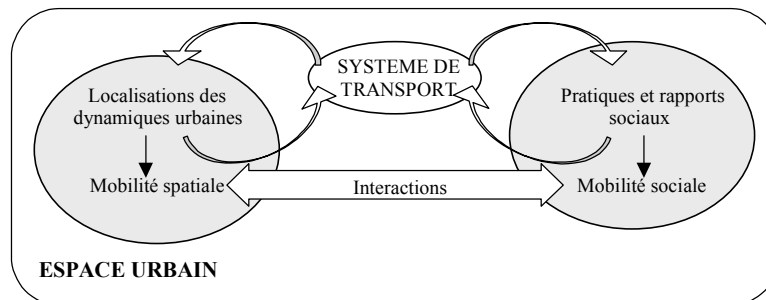 SYSTEME DE
TRANSPORT
Localisations des
dynamiques urbaines
Mobilité spatiale
Pratiques et rapports
sociaux
Mobilité sociale
Interactions
ESPACE URBAIN